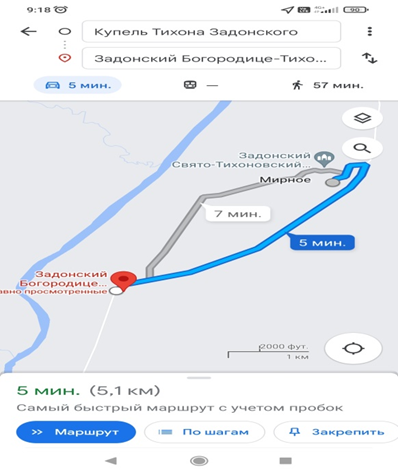 9:18
4G+
90
Купель Тихона Задонского
Задонский Богородице-Тихо...
5 мин.
—
57 мин.
Задонский
Свято-Тихоновский...
Мирное
7 мин.
5 мин.
Задонский
Богородице...
авно просмотренные
2000 фут.
1 км
5 мин. (5,1 км)
Самый быстрый маршрут с учетом пробок
Маршрут
По шагам
Закрепить